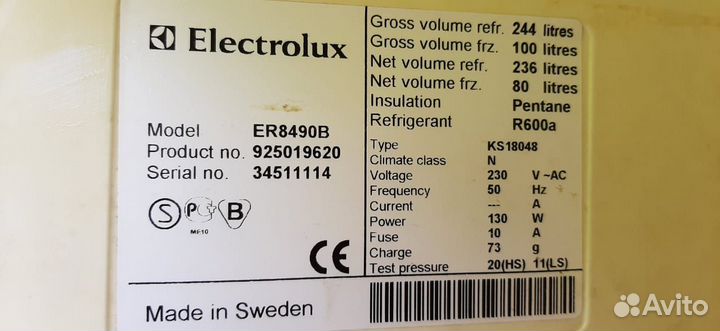 Electrolux
Model ER8490B
Product no. 925019620
Serial no. 34511114
S PG B
MF10
CE
Made in Sweden
Gross volume refr. 244 litres
Gross volume frz. 100 litres
Net volume refr. 236 litres
Net volume frz. 80 litres
Insulation Pentane
Refrigerant R600a
Type KS18048
Climate class N
Voltage 230 V ~AC
Frequency 50 Hz
Current --- A
Power 130 W
Fuse 10 A
Charge 73 g
Test pressure 20(HS) 11(LS)
Avito